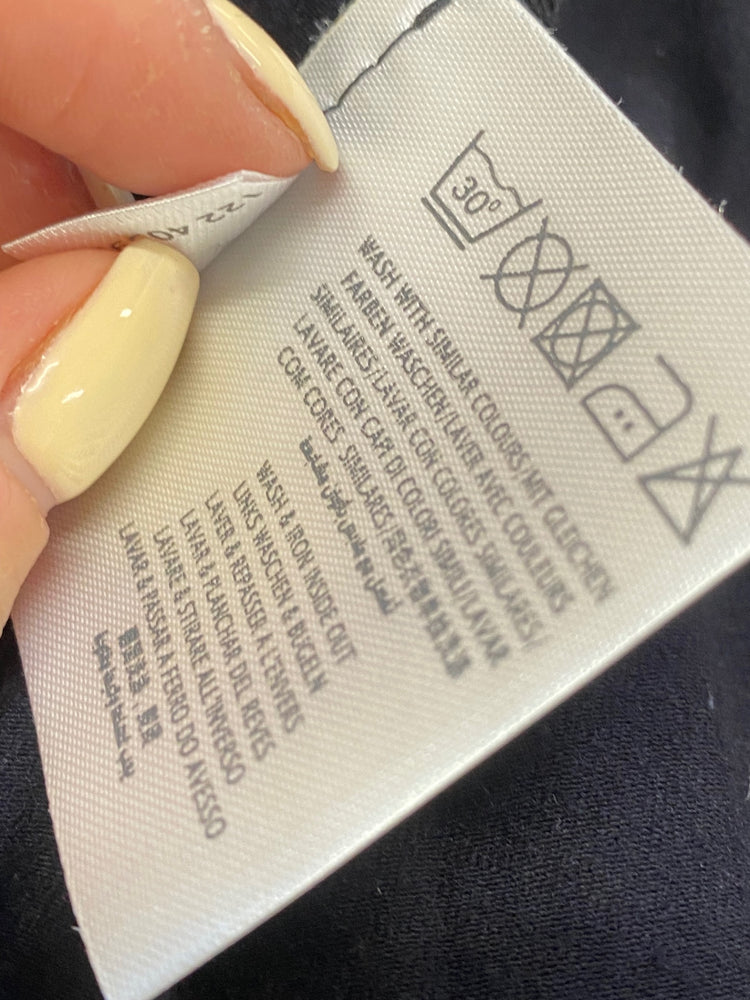 30°
WASH WITH SIMILAR COLOURS/MIT GLEICHEN
FARBEN WASCHEN/LAVER AVEC COULEURS
SIMILAIRES/LAVAR CON COLORES SIMILARES/
LAVARE CON CAPI DI COLORI SIMILI/LAVAR
COM CORES SIMILARES/
WASH & IRON INSIDE OUT
LINKS WASCHEN & BÜGELN
LAVER & REPASSER A L'ENVERS
LAVAR & PLANCHAR DEL REVES
LAVARE & STIRARE ALL'INVERSO
LAVAR & PASSAR A FERRO DO AVESSO